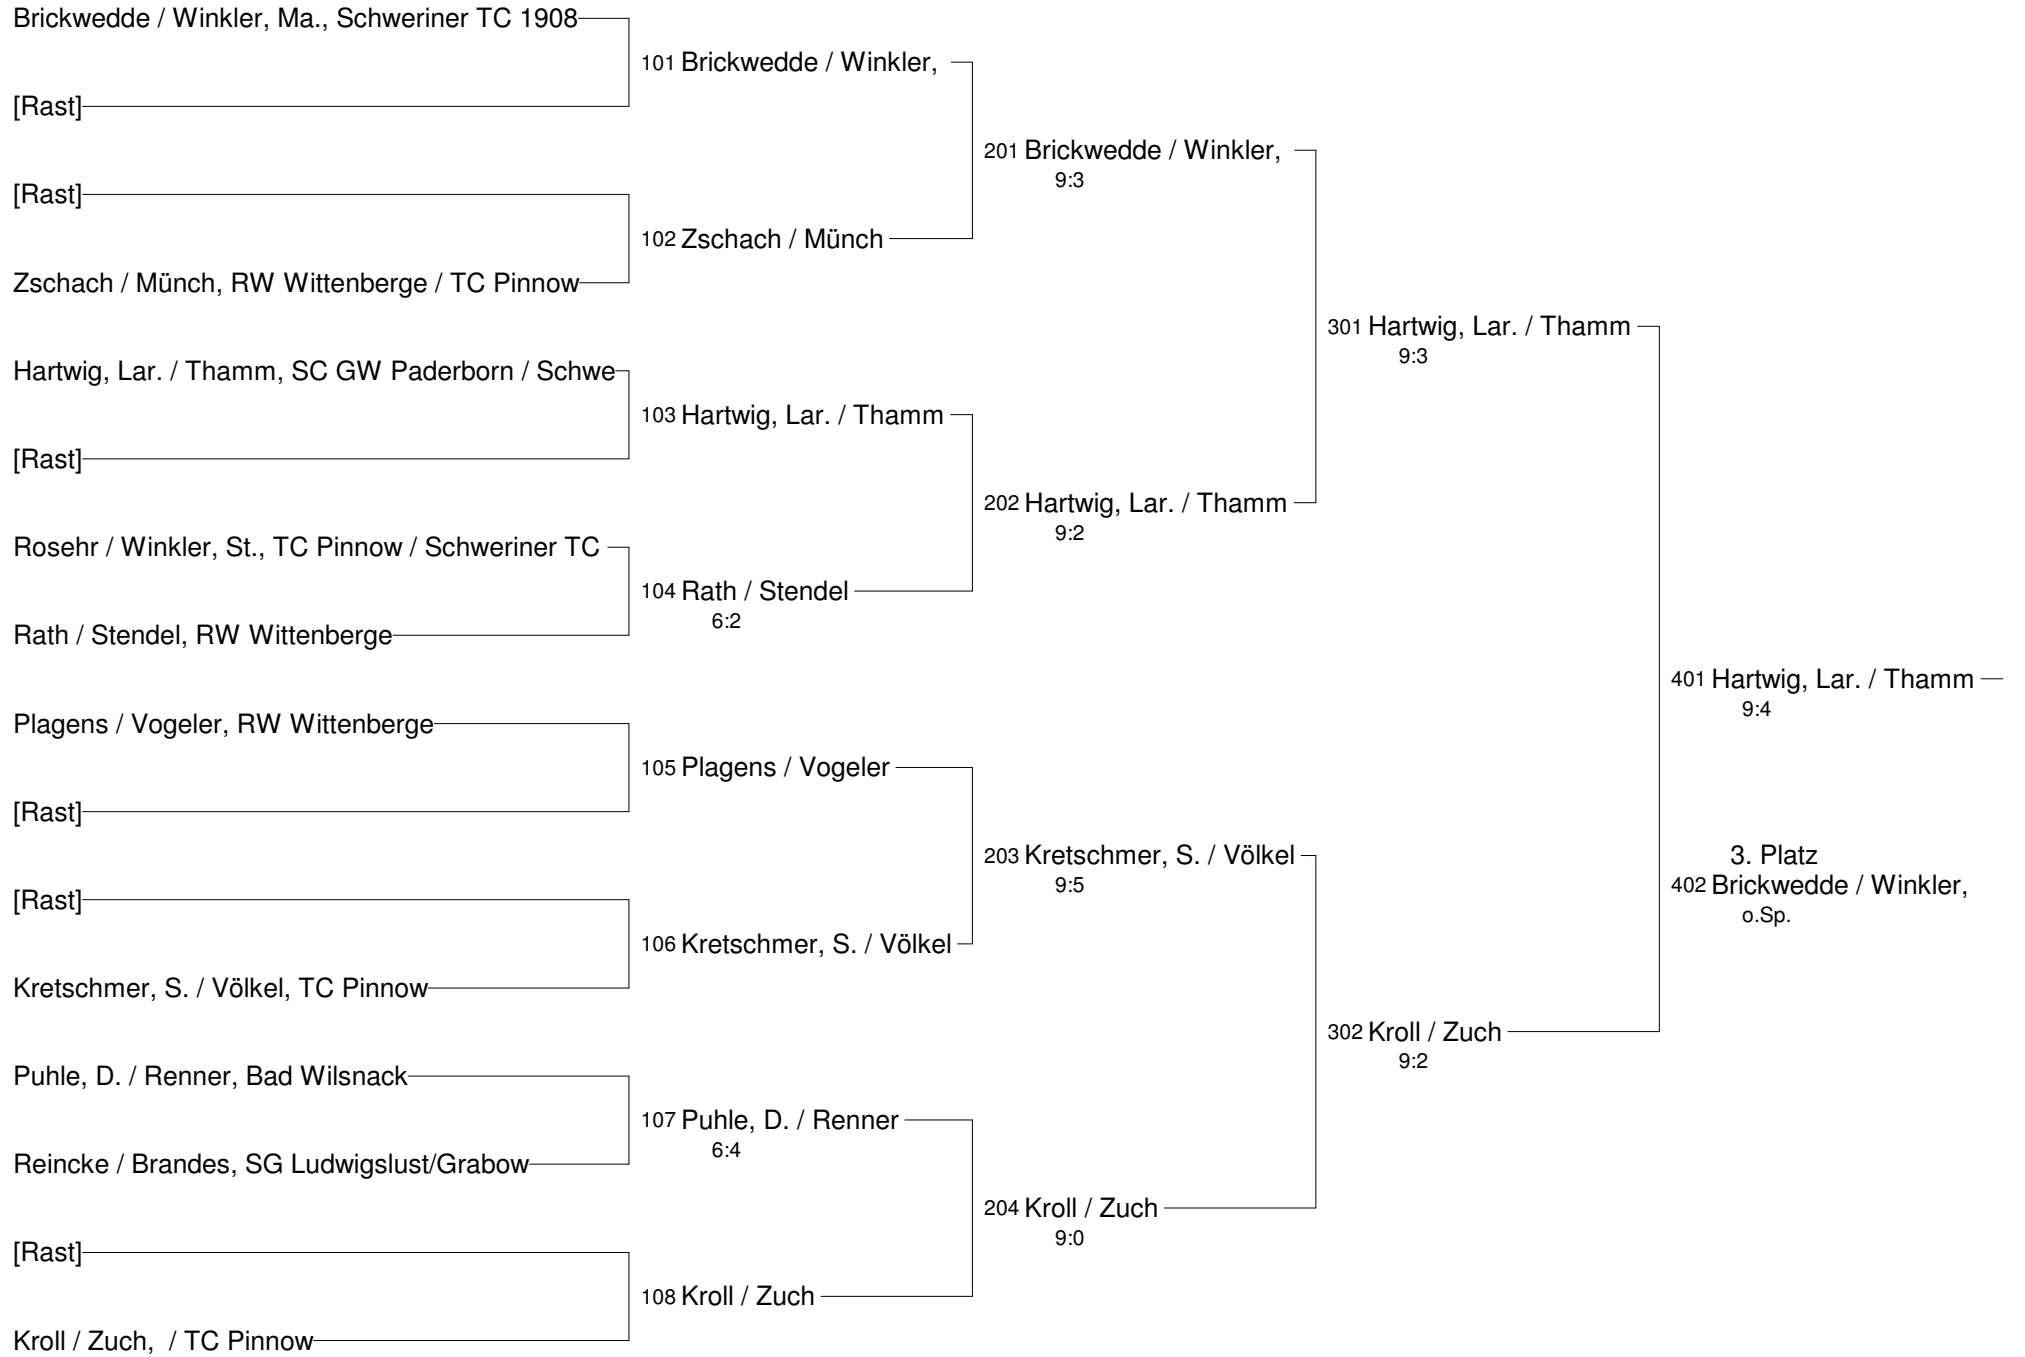 Brickwedde / Winkler, Ma., Schweriner TC 1908
[Rast]
[Rast]
Zschach / Münch, RW Wittenberge / TC Pinnow
Hartwig, Lar. / Thamm, SC GW Paderborn / Schwe
[Rast]
Rosehr / Winkler, St., TC Pinnow / Schweriner TC
Rath / Stendel, RW Wittenberge
Plagens / Vogeler, RW Wittenberge
[Rast]
[Rast]
Kretschmer, S. / Völkel, TC Pinnow
Puhle, D. / Renner, Bad Wilsnack
Reincke / Brandes, SG Ludwigslust/Grabow
[Rast]
Kroll / Zuch,  / TC Pinnow
101 Brickwedde / Winkler,
102 Zschach / Münch
103 Hartwig, Lar. / Thamm
104 Rath / Stendel
6:2
105 Plagens / Vogeler
106 Kretschmer, S. / Völkel
107 Puhle, D. / Renner
6:4
108 Kroll / Zuch
201 Brickwedde / Winkler,
9:3
202 Hartwig, Lar. / Thamm
9:2
203 Kretschmer, S. / Völkel
9:5
204 Kroll / Zuch
9:0
301 Hartwig, Lar. / Thamm
9:3
302 Kroll / Zuch
9:2
401 Hartwig, Lar. / Thamm
9:4
3. Platz
402 Brickwedde / Winkler,
o.Sp.